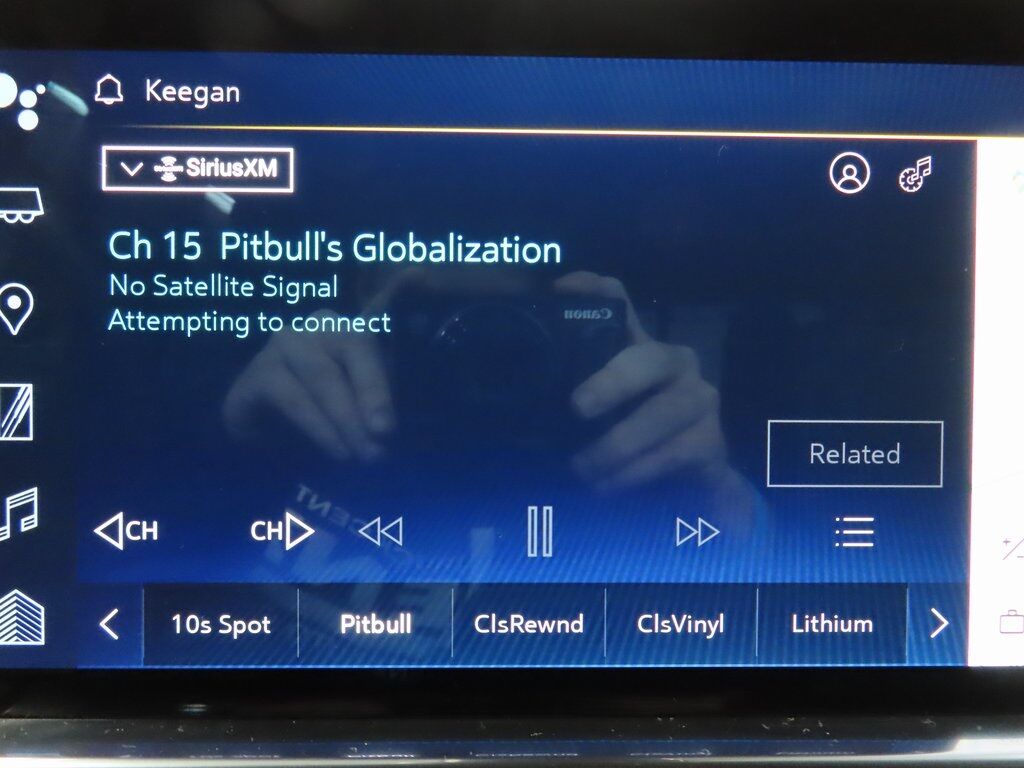 Keegan
SiriusXM
Ch 15 Pitbull's Globalization
No Satellite Signal
Attempting to connect
Canon
Related
CH CH
10s Spot Pitbull ClsRewnd ClsVinyl Lithium